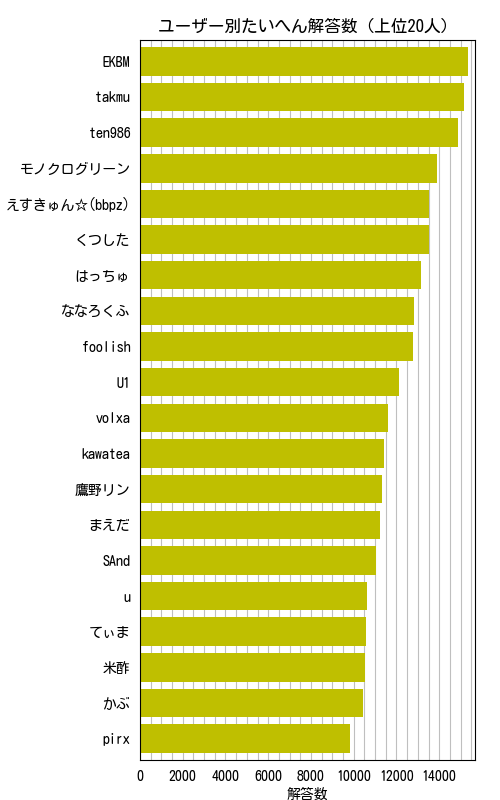 ユーザー別たいへん解答数（上位20人）
EKBM
takmu
ten986
モノクログリーン
えすきゅん☆(bbpz)
くつした
はっちゅ
ななろくふ
foolish
U1
volxa
kawatea
鷹野リン
まえだ
SAnd
u
てぃま
米酢
かぶ
pirx
0 2000 4000 6000 8000 10000 12000 14000
解答数